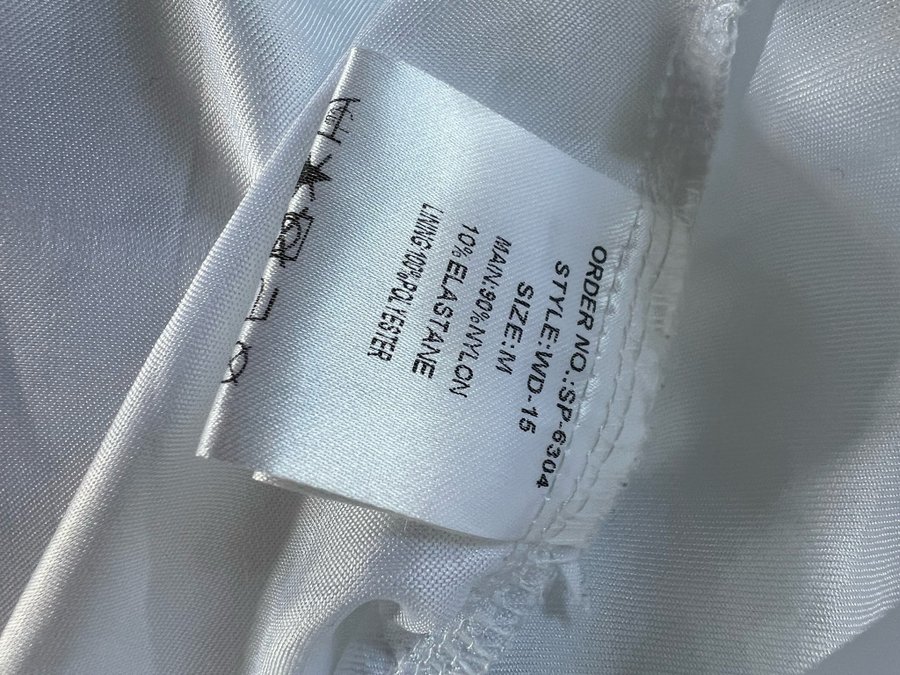 ORDER NO.:SP-6304
STYLE:WD-15
SIZE:M
MAIN:90%NYLON
10%ELASTANE
LINING:100%POLYESTER